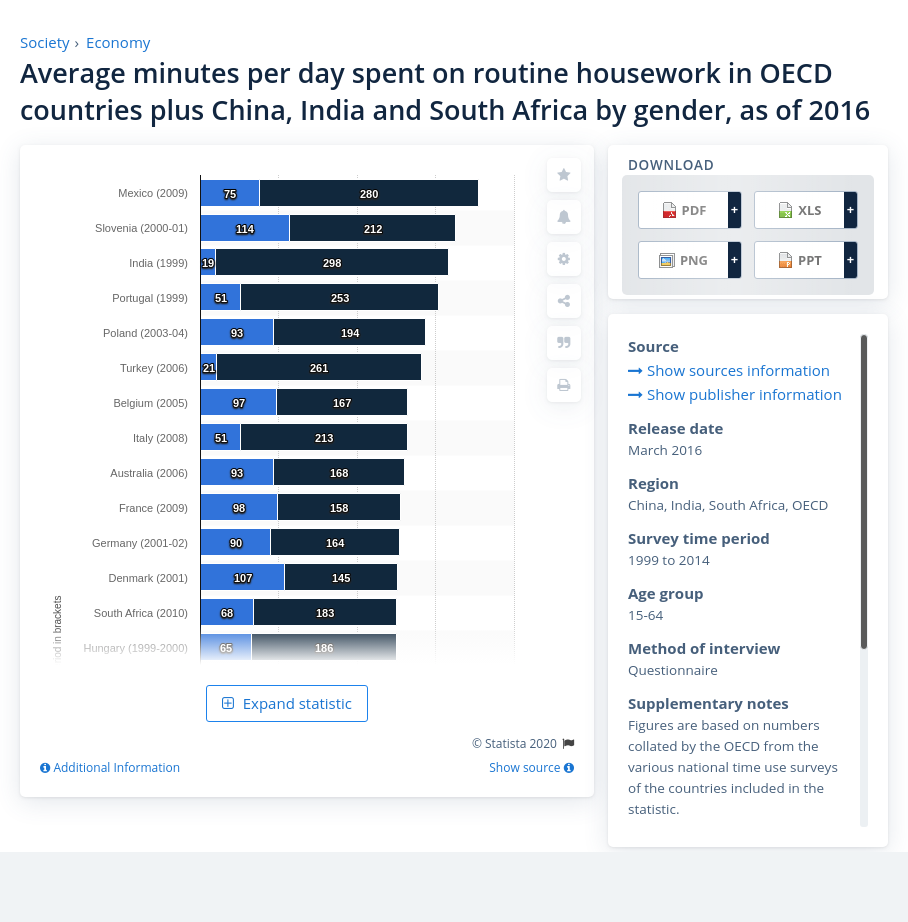 Society › Economy
Average minutes per day spent on routine housework in OECD
countries plus China, India and South Africa by gender, as of 2016
Mexico (2009) 75 280
Slovenia (2000-01) 114 212
India (1999) 19 298
Portugal (1999) 51 253
Poland (2003-04) 93 194
Turkey (2006) 21 261
Belgium (2005) 97 167
Italy (2008) 51 213
Australia (2006) 93 168
France (2009) 98 158
Germany (2001-02) 90 164
Denmark (2001) 107 145
South Africa (2010) 68 183
Hungary (1999-2000) 65 186
in brackets
Expand statistic
© Statista 2020
Additional Information
Show source
DOWNLOAD
PDF + XLS +
PNG + PPT +
Source
Show sources information
Show publisher information
Release date
March 2016
Region
China, India, South Africa, OECD
Survey time period
1999 to 2014
Age group
15-64
Method of interview
Questionnaire
Supplementary notes
Figures are based on numbers
collated by the OECD from the
various national time use surveys
of the countries included in the
statistic.